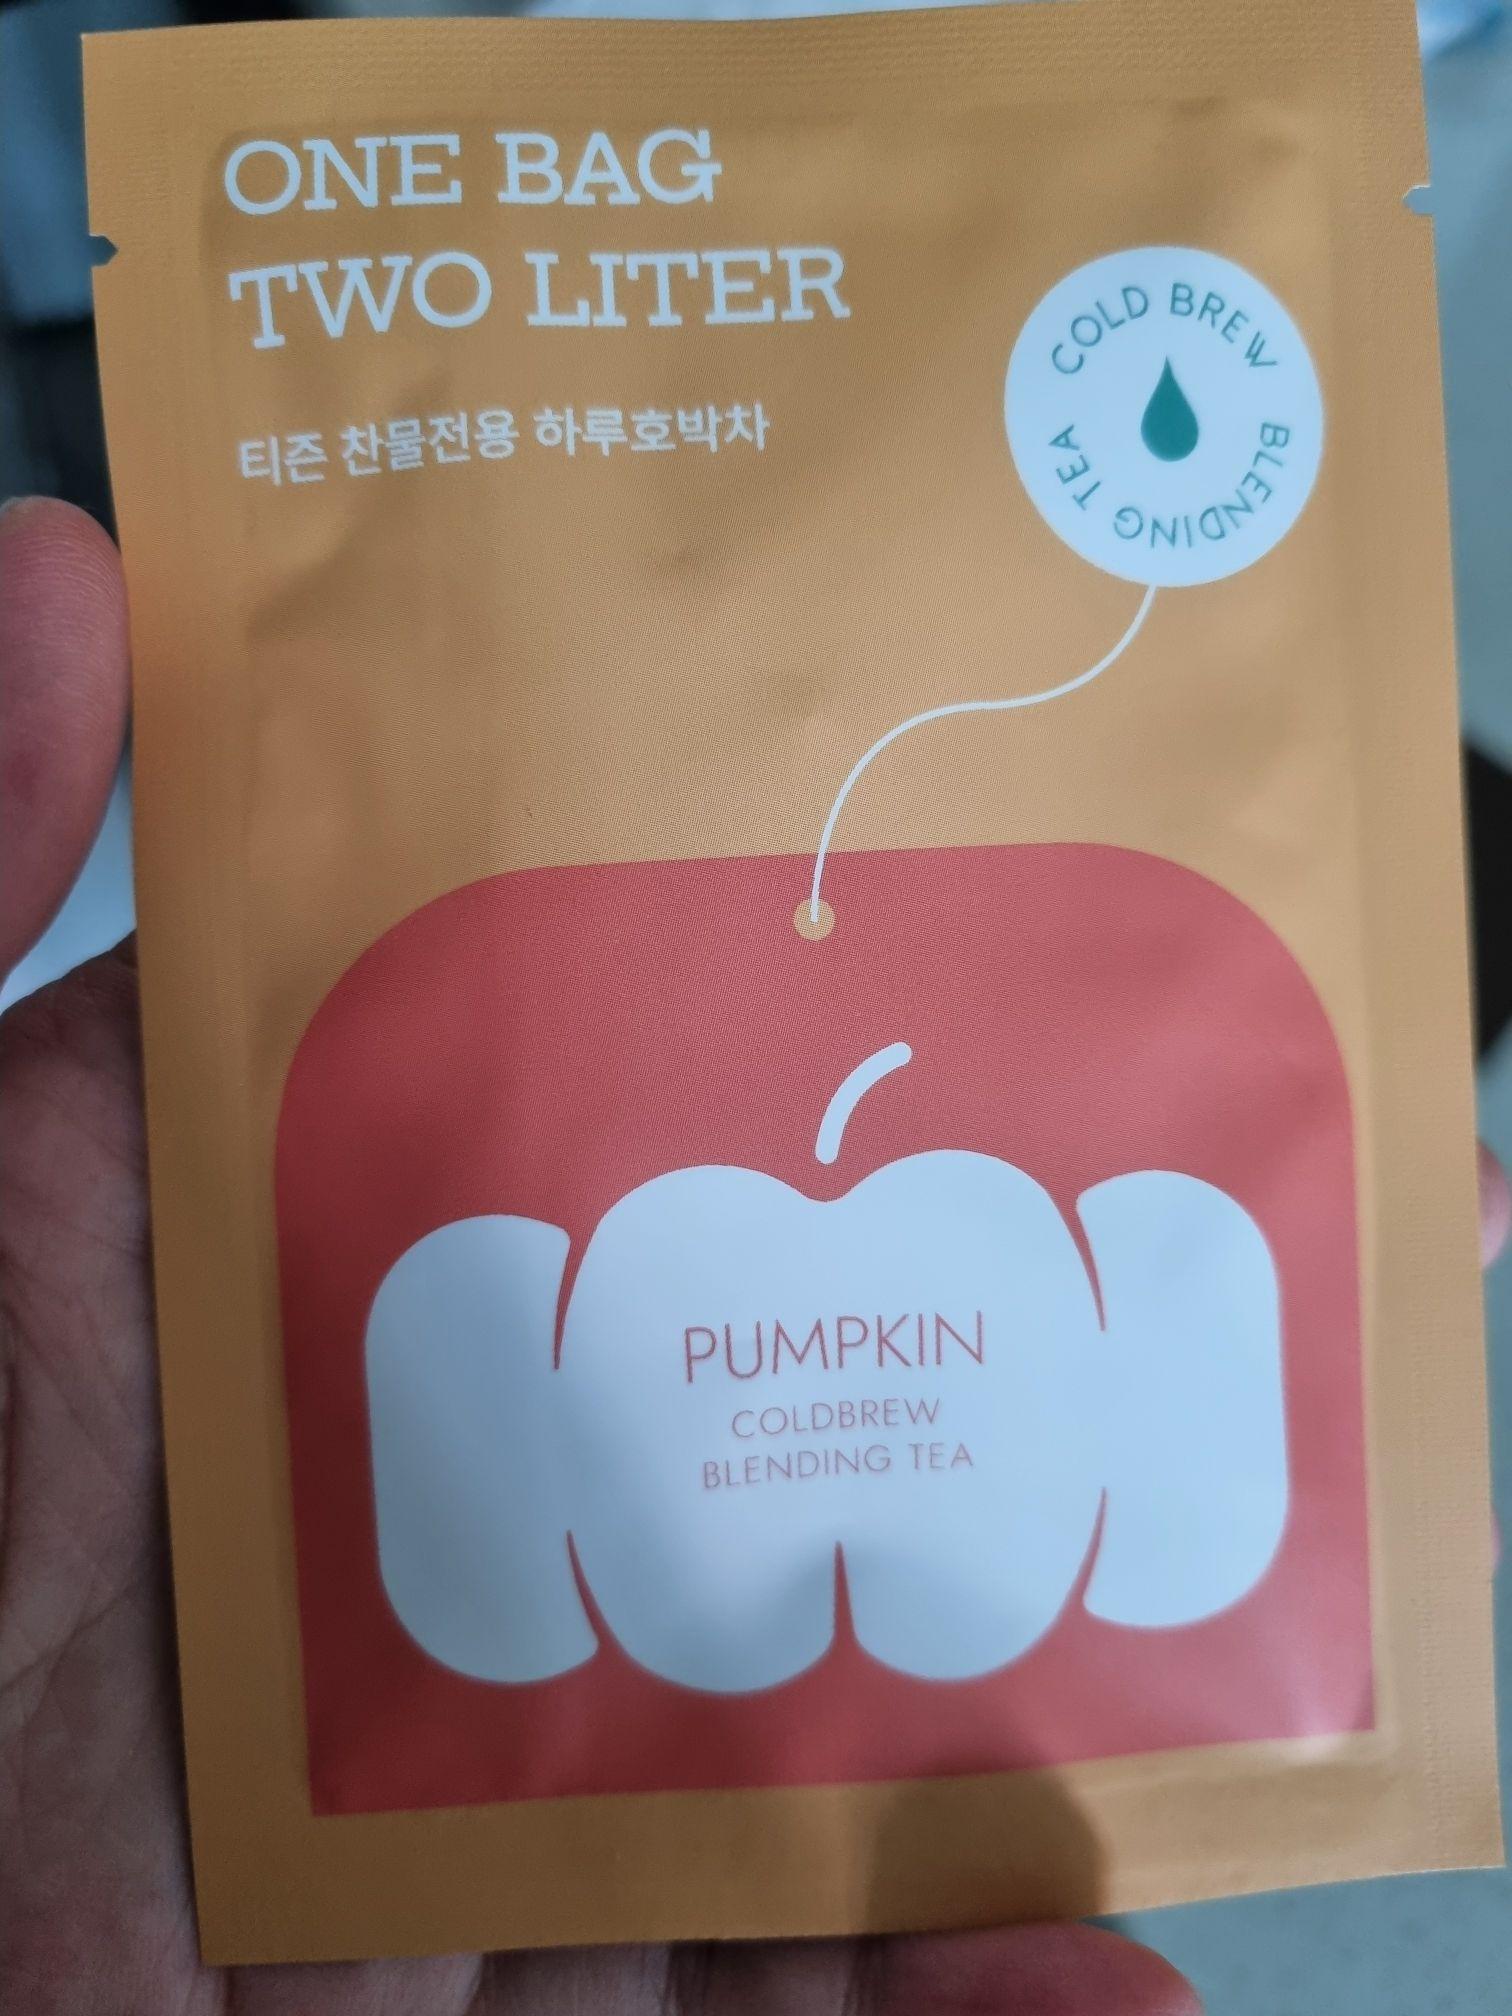 ONE BAG
TWO LITER
티즌 찬물전용 하루호박차
COLD BREW BLENDING TEA
PUMPKIN
COLDBREW
BLENDING TEA